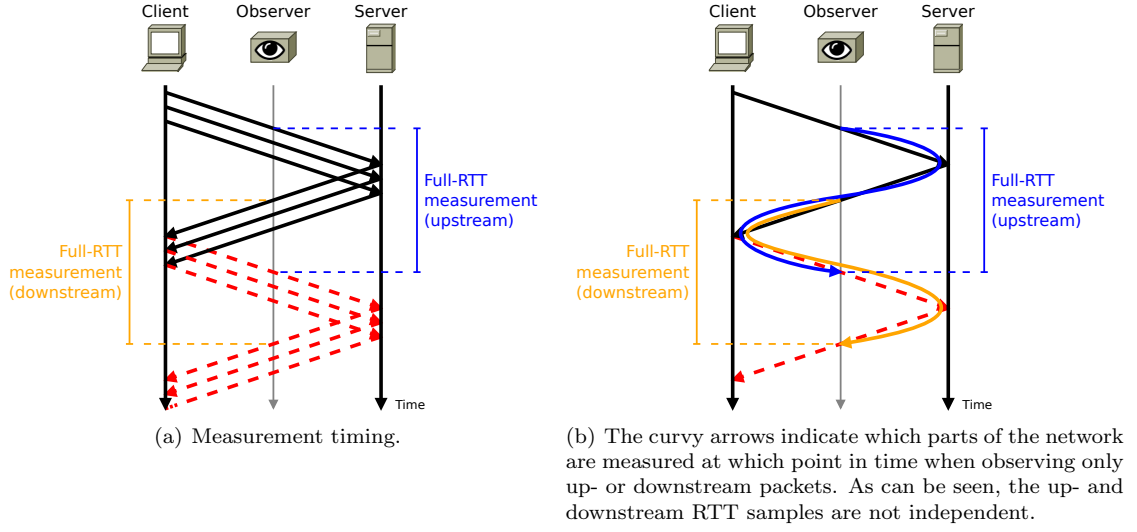 Client Observer Server
Full-RTT
measurement
(upstream)
Full-RTT
measurement
(downstream)
Time
(a) Measurement timing.
Client Observer Server
Full-RTT
measurement
(upstream)
Full-RTT
measurement
(downstream)
Time
(b) The curvy arrows indicate which parts of the network
are measured at which point in time when observing only
up- or downstream packets. As can be seen, the up- and
downstream RTT samples are not independent.